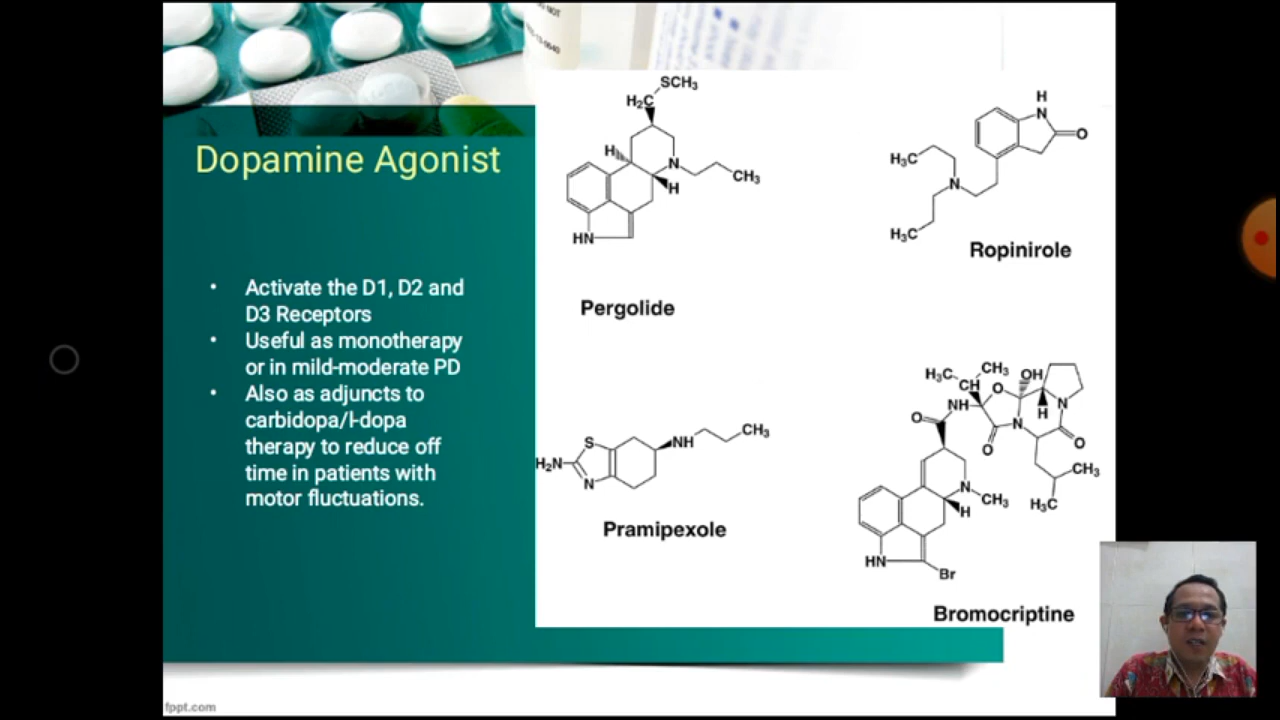 Dopamine Agonist
• Activate the D1, D2 and
D3 Receptors
• Useful as monotherapy
or in mild-moderate PD
• Also as adjuncts to
carbidopa/l-dopa
therapy to reduce off
time in patients with
motor fluctuations.
SCH₃
H₂C
H
N
CH₃
H
HN
Pergolide
H
N
O
H₃C
N
H₃C
Ropinirole
S
NH
CH₃
H₂N
N
Pramipexole
H₃C
CH₃
CH
OH
O
NH
O
H
N
N
O
O
CH₃
H₃C
N
CH₃
H
HN
Br
Bromocriptine
fppt.com